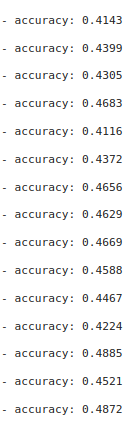 - accuracy: 0.4143
- accuracy: 0.4399
- accuracy: 0.4305
- accuracy: 0.4683
- accuracy: 0.4116
- accuracy: 0.4372
- accuracy: 0.4656
- accuracy: 0.4629
- accuracy: 0.4669
- accuracy: 0.4588
- accuracy: 0.4467
- accuracy: 0.4224
- accuracy: 0.4885
- accuracy: 0.4521
- accuracy: 0.4872